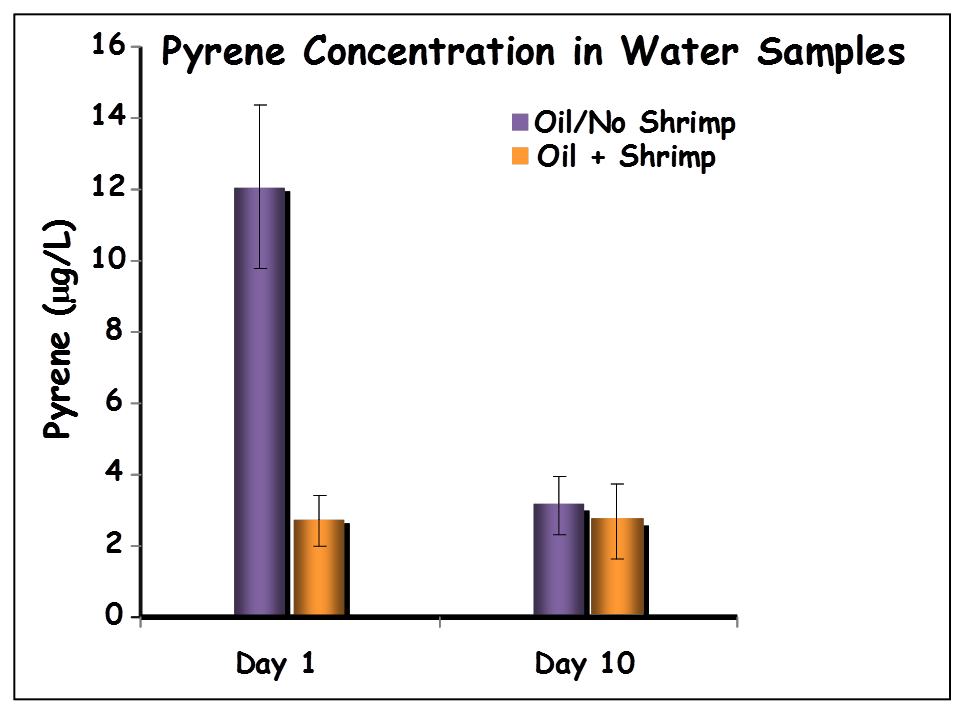 Pyrene Concentration in Water Samples
Oil/No Shrimp
Oil + Shrimp
Pyrene (μg/L)
16
14
12
10
8
6
4
2
0
Day 1
Day 10